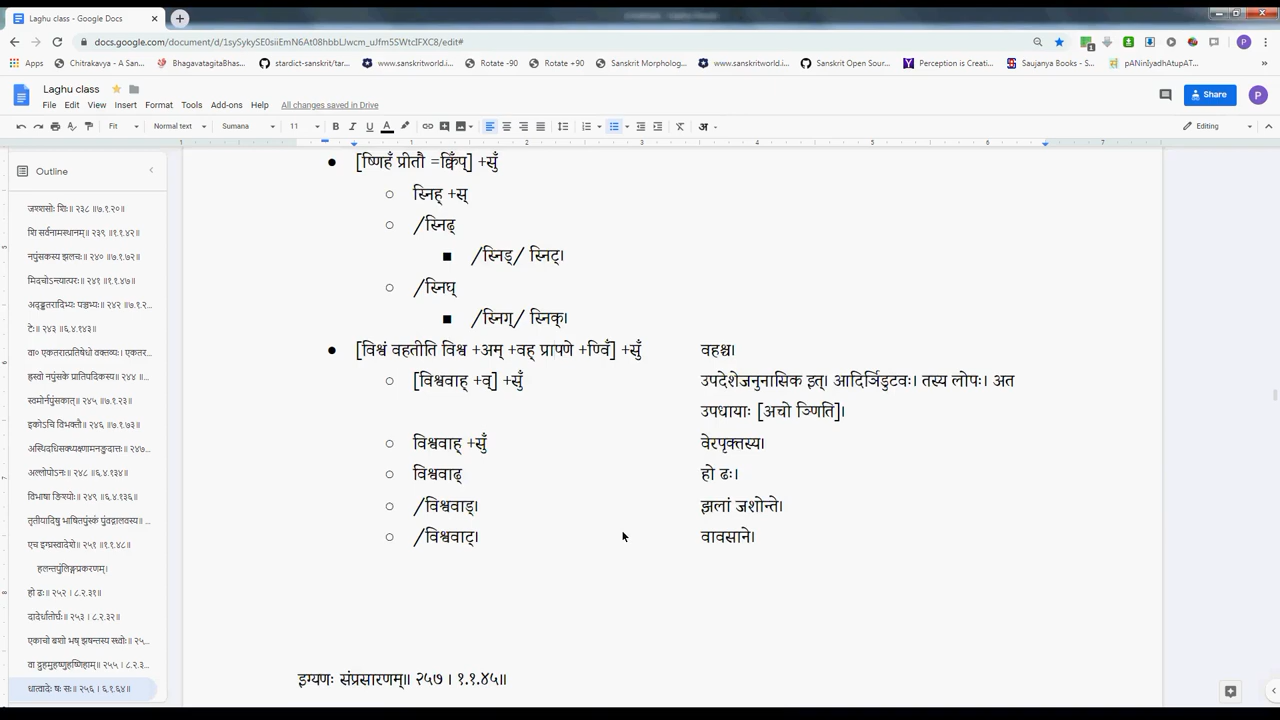 Laghu class - Google Docs
docs.google.com/document/d/1sySykySE0siiEmN6At08hbbLJwcm_uJfm5SWtcIFXC8/edit#
Apps Chitrakavya - A San... BhagavatagitaBhas... stardict-sanskrit/tar... www.sanskritworld.i... Rotate -90 Rotate +90 Sanskrit Morpholog... www.sanskritworld.i... Sanskrit Open Sour... Perception is Creati... Saujanya Books - S... pANinIyadhAtupAT...
Laghu class
File Edit View Insert Format Tools Add-ons Help All changes saved in Drive
Share
Fit Normal text Sumana 11 Editing
Outline
जश्शसोः शिः॥ २३८ ॥७.१.२०॥
शि सर्वनामस्थानम्॥ २३९ ॥१.१.४२॥
नपुंसकस्य झलचः॥ २४० ॥७.१.७२॥
मिदचोऽन्त्यात्परः॥ २४१ ॥१.१.४७॥
अद्ड्डतरादिभ्यः पञ्चभ्यः॥ २४२ ॥७.१.२...
टेः॥ २४३ ॥६.४.१४३॥
वा० एकतरात्प्रतिषेधो वक्तव्यः। एकतर...
ह्रस्वो नपुंसके प्रातिपदिकस्य॥ २४४ ॥...
स्वमोर्नपुंसकात्॥ २४५ ॥७.१.२३॥
इकोऽचि विभक्तौ॥ २४६ ॥७.१.७३॥
अस्थिदधिसक्थ्यक्ष्णामनङुदात्तः॥ २४७...
अल्लोपोऽनः॥ २४८ ॥६.४.१३४॥
विभाषा ङिश्योः॥ २४९ ॥६.४.१३६॥
तृतीयादिषु भाषितपुंस्कं पुंवद्गालवस्य॥ ...
एच इग्घ्रस्वादेशे॥ २५१ ॥१.१.४८॥
हलन्तपुंलिङ्गप्रकरणम्।
हो ढः॥ २५२ । ८.२.३१॥
दादेर्धातोर्घः॥ २५३ । ८.२.३२॥
एकाचो बशो भष् झषन्तस्य स्ध्वोः॥ २५...
वा द्रुहमुहष्णुहष्णिहाम्॥ २५५ । ८.२.३...
धात्वादेः षः सः॥ २५६ । ६.१.६४॥
[ष्णिहँ प्रीतौ =क्विँप्] +सुँ
स्निह् +स्
/स्निढ्
/स्निड्/ स्निट्।
/स्निघ्
/स्निग्/ स्निक्।
[विश्वं वहतीति विश्व +अम् +वह् प्रापणे +ण्विँ] +सुँ वहश्च।
[विश्ववाह् +व्] +सुँ उपदेशेजनुनासिक इत्। आदिर्ञिटुडवः। तस्य लोपः। अत
उपधायाः [अचो ञ्णिति]।
विश्ववाह् +सुँ वेरपृक्तस्य।
विश्ववाढ् हो ढः।
/विश्ववाड्। झलां जशोन्ते।
/विश्ववाट्। वावसाने।
इग्यणः संप्रसारणम्॥ २५७ । १.१.४५॥